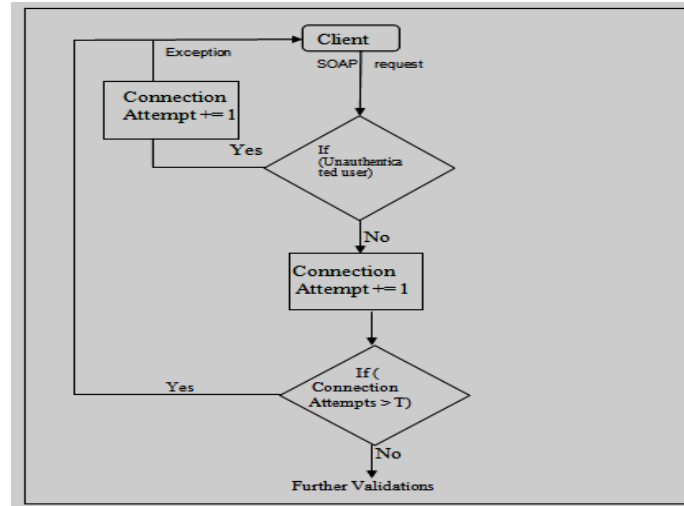 Client
Exception
SOAP request
Connection
Attempt += 1
Yes
If
(Unauthentica
ted user)
No
Connection
Attempt += 1
If (
Connection
Attempts > T)
Yes
No
Further Validations